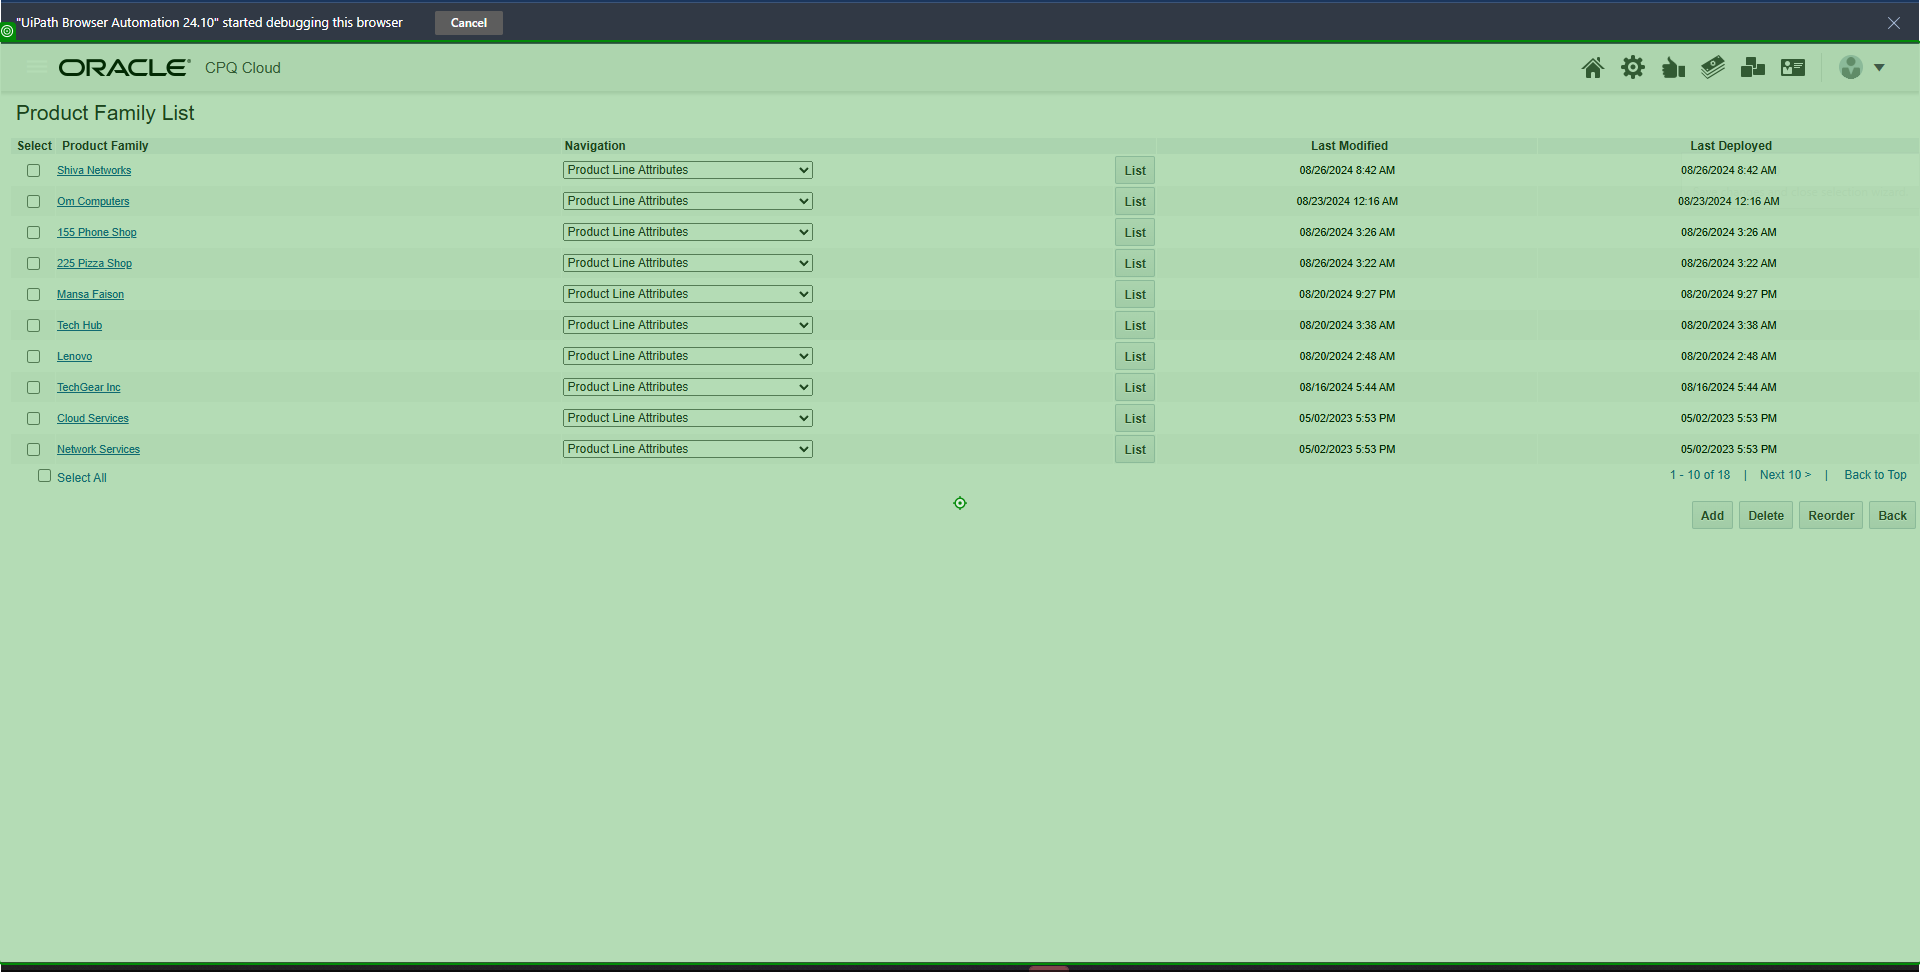 "UiPath Browser Automation 24.10" started debugging this browser Cancel
ORACLE® CPQ Cloud
Product Family List
Select Product Family Navigation Last Modified Last Deployed
Shiva Networks Product Line Attributes List 08/26/2024 8:42 AM 08/26/2024 8:42 AM
Om Computers Product Line Attributes List 08/23/2024 12:16 AM 08/23/2024 12:16 AM
155 Phone Shop Product Line Attributes List 08/26/2024 3:26 AM 08/26/2024 3:26 AM
225 Pizza Shop Product Line Attributes List 08/26/2024 3:22 AM 08/26/2024 3:22 AM
Mansa Faison Product Line Attributes List 08/20/2024 9:27 PM 08/20/2024 9:27 PM
Tech Hub Product Line Attributes List 08/20/2024 3:38 AM 08/20/2024 3:38 AM
Lenovo Product Line Attributes List 08/20/2024 2:48 AM 08/20/2024 2:48 AM
TechGear Inc Product Line Attributes List 08/16/2024 5:44 AM 08/16/2024 5:44 AM
Cloud Services Product Line Attributes List 05/02/2023 5:53 PM 05/02/2023 5:53 PM
Network Services Product Line Attributes List 05/02/2023 5:53 PM 05/02/2023 5:53 PM
Select All 1 - 10 of 18 | Next 10 > | Back to Top
Add Delete Reorder Back